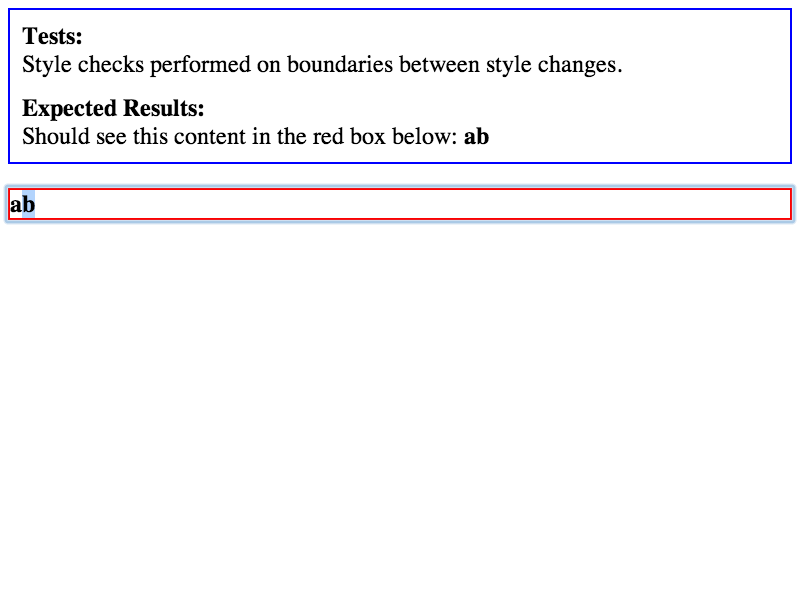 Tests:
Style checks performed on boundaries between style changes.
Expected Results:
Should see this content in the red box below: ab
ab